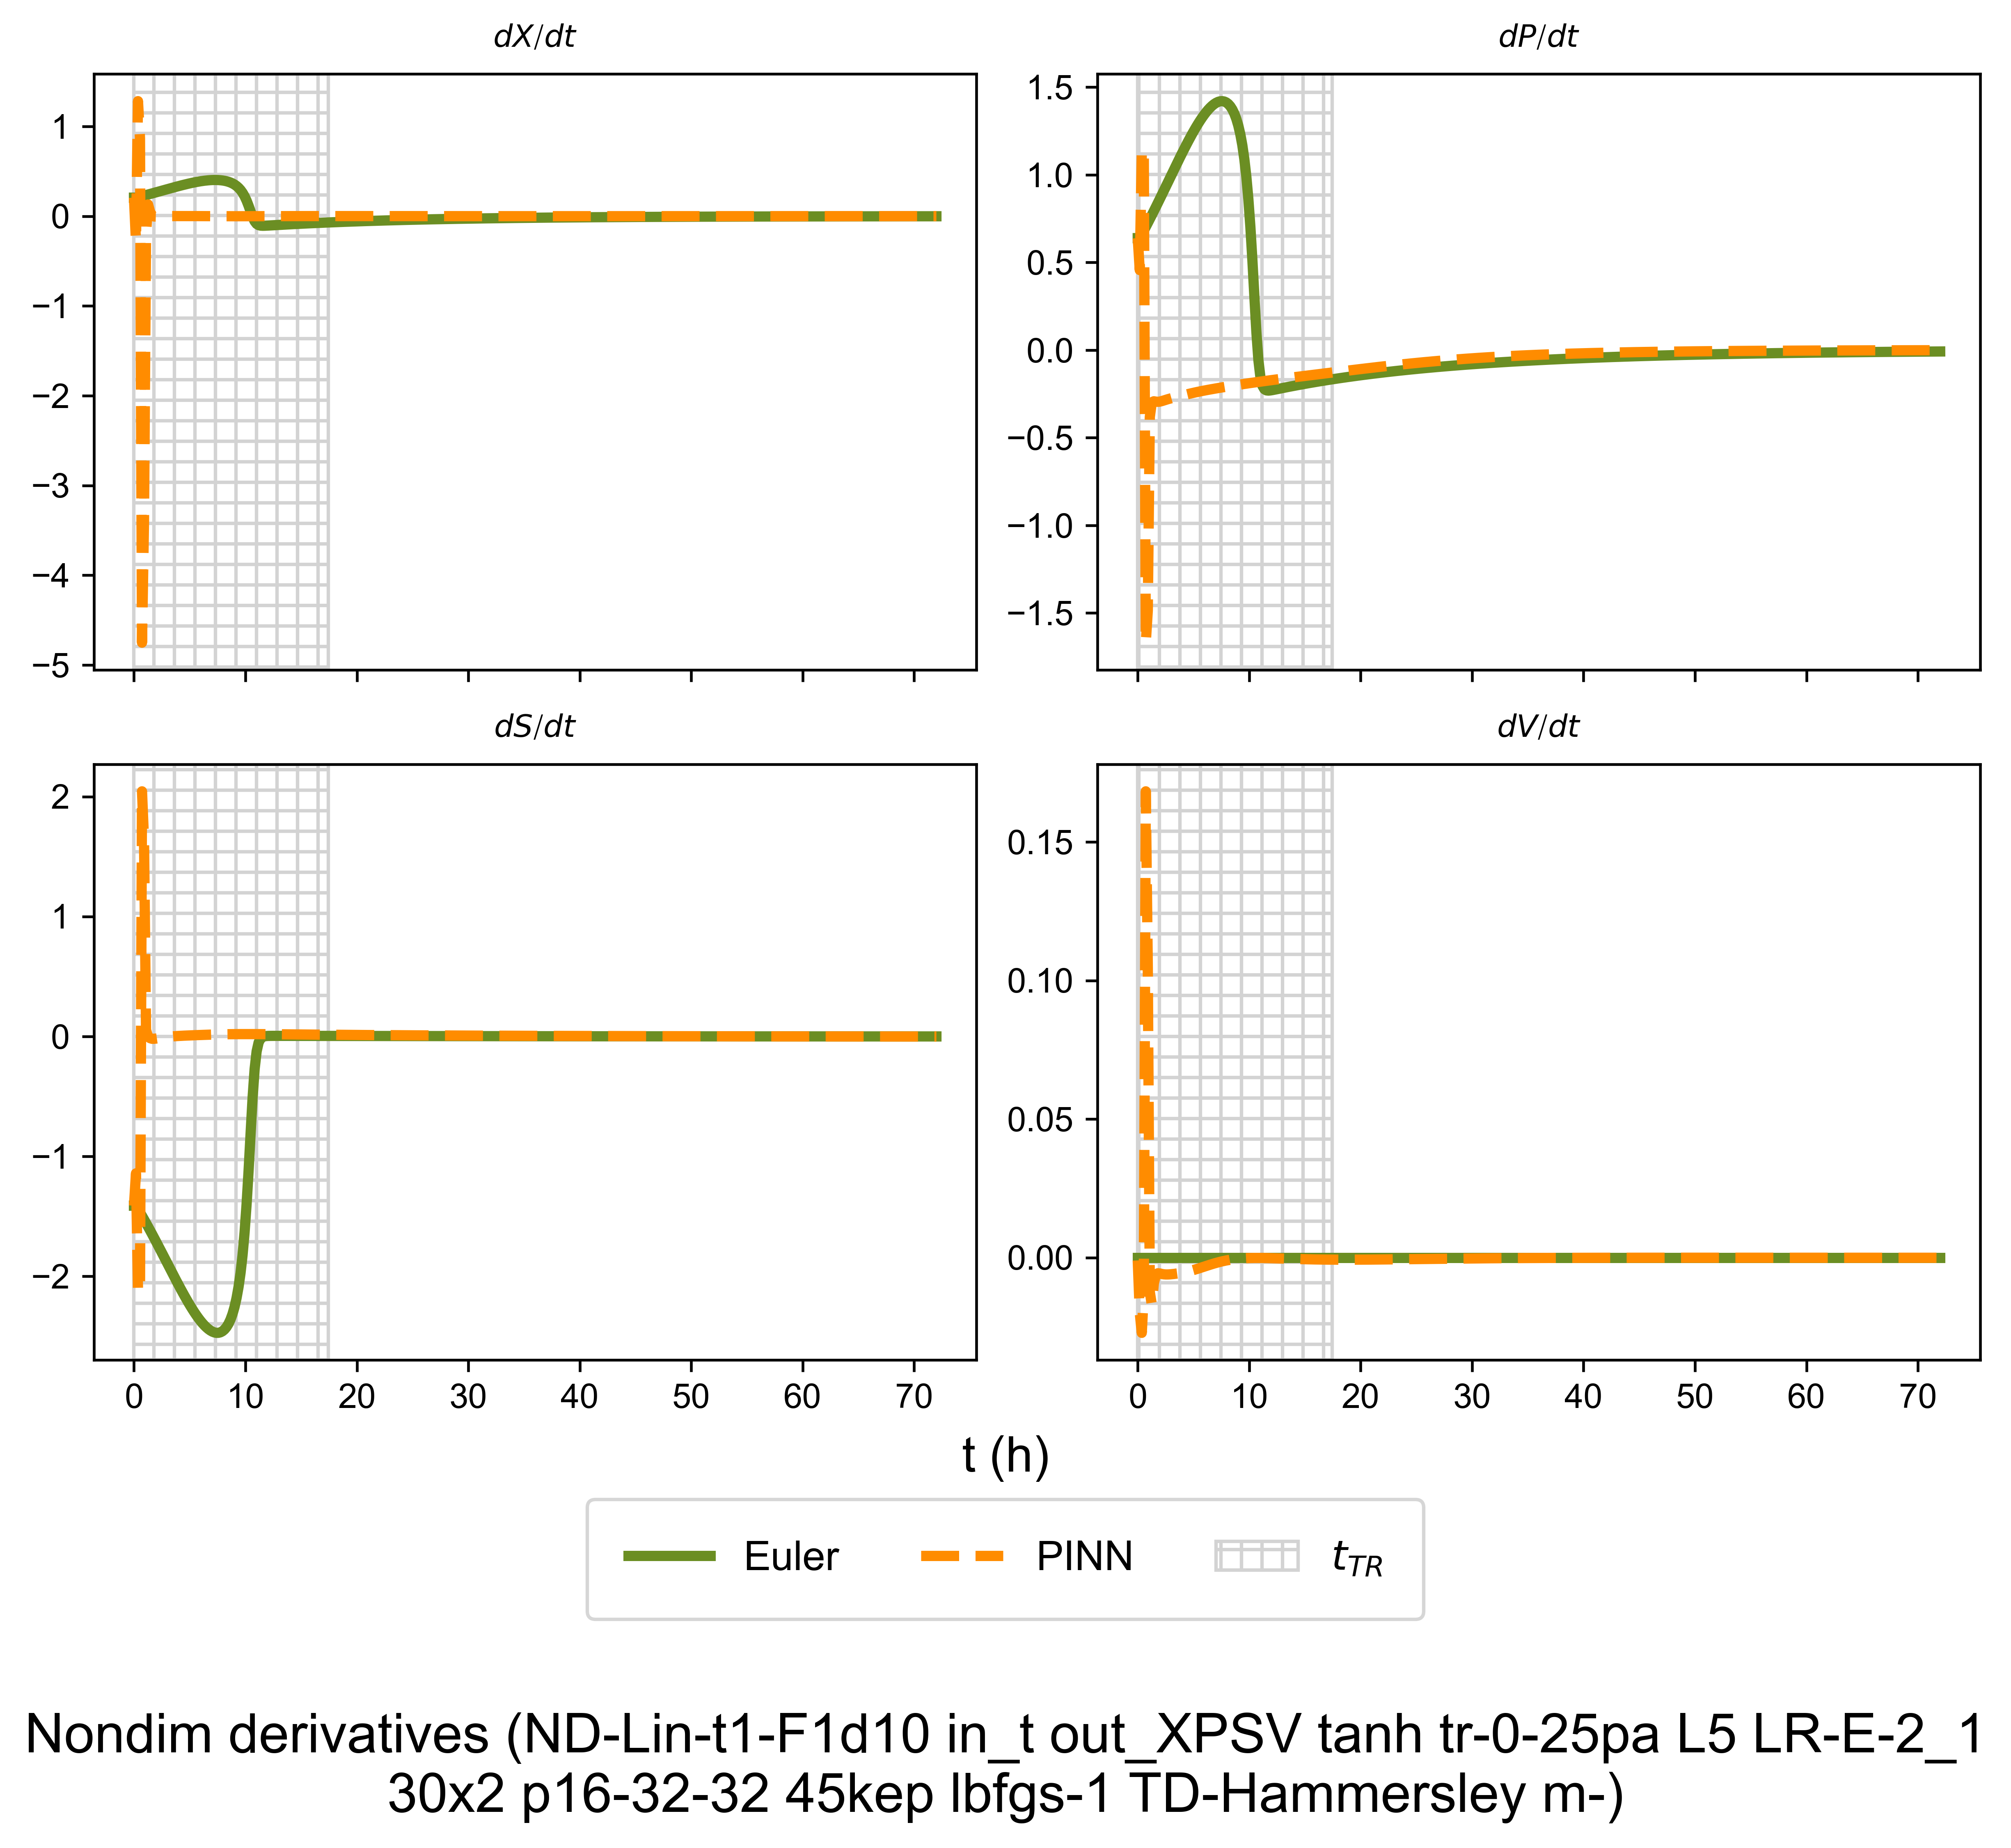 dX/dt
dP/dt
1
0
−1
−2
−3
−4
−5
1.5
1.0
0.5
0.0
−0.5
−1.0
−1.5
dS/dt
dV/dt
2
1
0
−1
−2
0.15
0.10
0.05
0.00
0 10 20 30 40 50 60 70
0 10 20 30 40 50 60 70
t (h)
Euler PINN t_TR
Nondim derivatives (ND-Lin-t1-F1d10 in_t out_XPSV tanh tr-0-25pa L5 LR-E-2_1
30x2 p16-32-32 45kep lbfgs-1 TD-Hammersley m-)